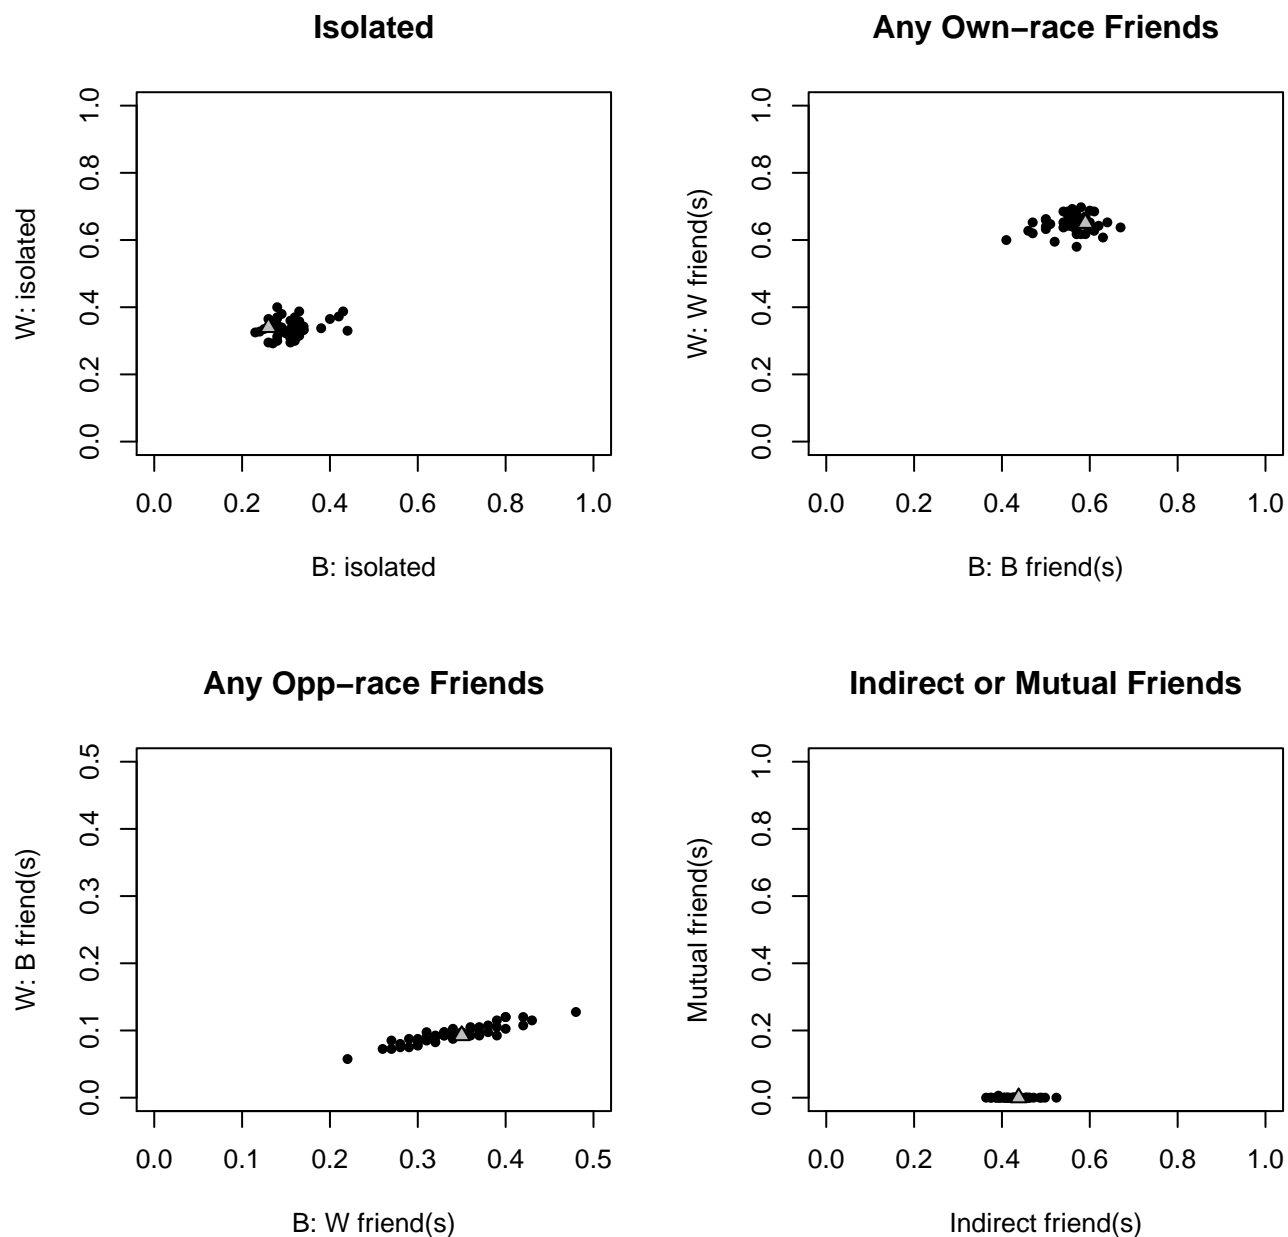 Isolated
W: isolated
1.0
0.8
0.6
0.4
0.2
0.0
0.0 0.2 0.4 0.6 0.8 1.0
B: isolated
Any Own−race Friends
W: W friend(s)
1.0
0.8
0.6
0.4
0.2
0.0
0.0 0.2 0.4 0.6 0.8 1.0
B: B friend(s)
Any Opp−race Friends
W: B friend(s)
0.5
0.4
0.3
0.2
0.1
0.0
0.0 0.1 0.2 0.3 0.4 0.5
B: W friend(s)
Indirect or Mutual Friends
Mutual friend(s)
1.0
0.8
0.6
0.4
0.2
0.0
0.0 0.2 0.4 0.6 0.8 1.0
Indirect friend(s)